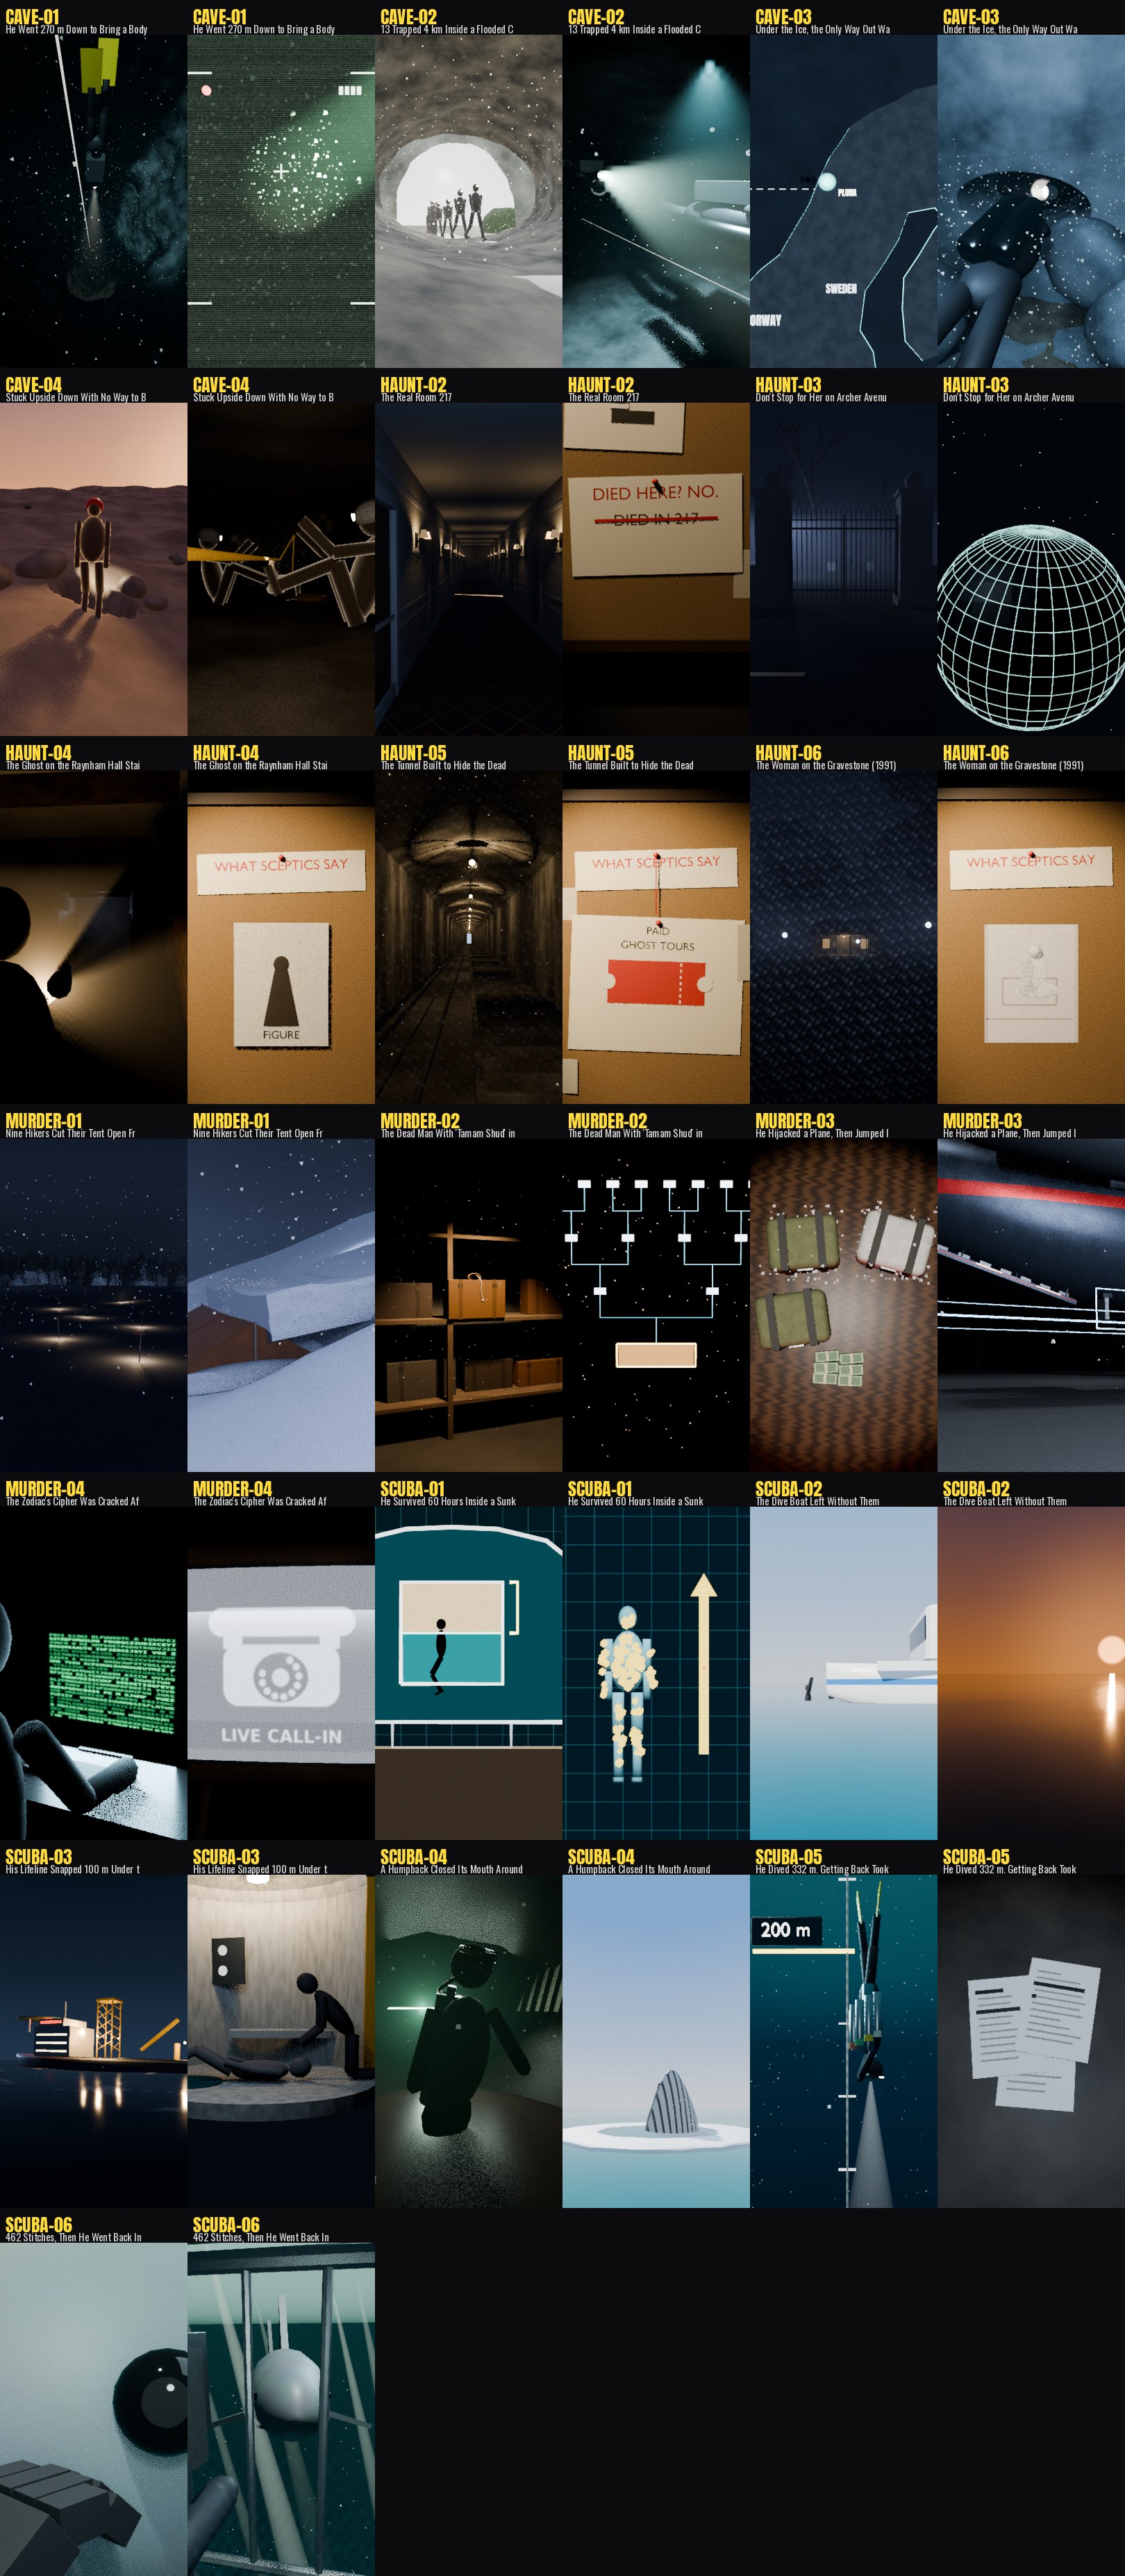 CAVE-01
He Went 270 m Down to Bring a Body
CAVE-01
He Went 270 m Down to Bring a Body
CAVE-02
13 Trapped 4 km Inside a Flooded C
CAVE-02
13 Trapped 4 km Inside a Flooded C
CAVE-03
Under the Ice, the Only Way Out Wa
CAVE-03
Under the Ice, the Only Way Out Wa
PLURA
SWEDEN
ORWAY
CAVE-04
Stuck Upside Down With No Way to B
CAVE-04
Stuck Upside Down With No Way to B
HAUNT-02
The Real Room 217
HAUNT-02
The Real Room 217
HAUNT-03
Don't Stop for Her on Archer Avenu
HAUNT-03
Don't Stop for Her on Archer Avenu
DIED HERE? NO.
DIED IN 217
HAUNT-04
The Ghost on the Raynham Hall Stai
HAUNT-04
The Ghost on the Raynham Hall Stai
HAUNT-05
The Tunnel Built to Hide the Dead
HAUNT-05
The Tunnel Built to Hide the Dead
HAUNT-06
The Woman on the Gravestone (1991)
HAUNT-06
The Woman on the Gravestone (1991)
WHAT SCEPTICS SAY
FIGURE
WHAT SCEPTICS SAY
PAID
GHOST TOURS
WHAT SCEPTICS SAY
MURDER-01
Nine Hikers Cut Their Tent Open Fr
MURDER-01
Nine Hikers Cut Their Tent Open Fr
MURDER-02
The Dead Man With 'Tamam Shud' in
MURDER-02
The Dead Man With 'Tamam Shud' in
MURDER-03
He Hijacked a Plane, Then Jumped I
MURDER-03
He Hijacked a Plane, Then Jumped I
MURDER-04
The Zodiac's Cipher Was Cracked Af
MURDER-04
The Zodiac's Cipher Was Cracked Af
SCUBA-01
He Survived 60 Hours Inside a Sunk
SCUBA-01
He Survived 60 Hours Inside a Sunk
SCUBA-02
The Dive Boat Left Without Them
SCUBA-02
The Dive Boat Left Without Them
LIVE CALL-IN
SCUBA-03
His Lifeline Snapped 100 m Under t
SCUBA-03
His Lifeline Snapped 100 m Under t
SCUBA-04
A Humpback Closed Its Mouth Around
SCUBA-04
A Humpback Closed Its Mouth Around
SCUBA-05
He Dived 332 m. Getting Back Took
SCUBA-05
He Dived 332 m. Getting Back Took
200 m
SCUBA-06
462 Stitches, Then He Went Back In
SCUBA-06
462 Stitches, Then He Went Back In